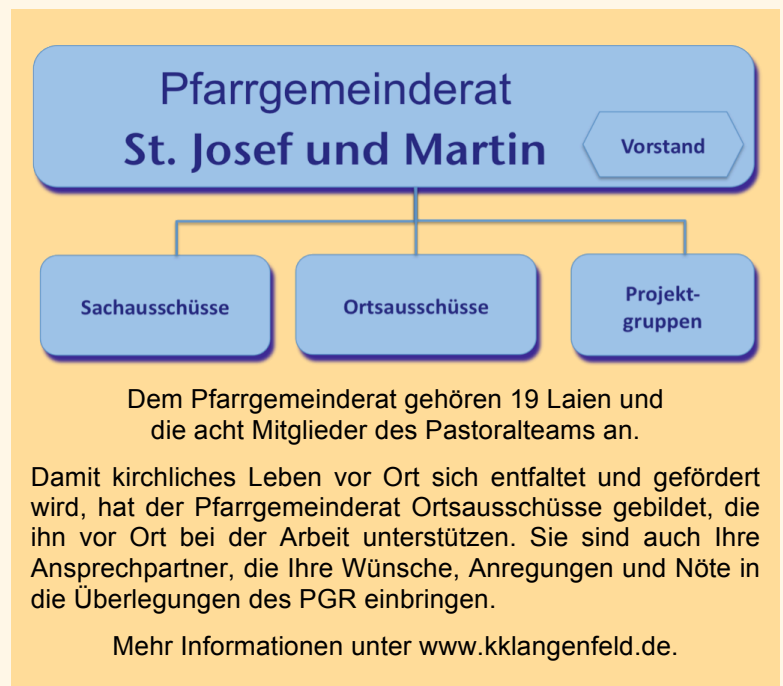 Pfarrgemeinderat
St. Josef und Martin
Vorstand
Sachausschüsse
Ortsausschüsse
Projekt-
gruppen
Dem Pfarrgemeinderat gehören 19 Laien und
die acht Mitglieder des Pastoralteams an.
Damit kirchliches Leben vor Ort sich entfaltet und gefördert
wird, hat der Pfarrgemeinderat Ortsausschüsse gebildet, die
ihn vor Ort bei der Arbeit unterstützen. Sie sind auch Ihre
Ansprechpartner, die Ihre Wünsche, Anregungen und Nöte in
die Überlegungen des PGR einbringen.
Mehr Informationen unter www.kklangenfeld.de.